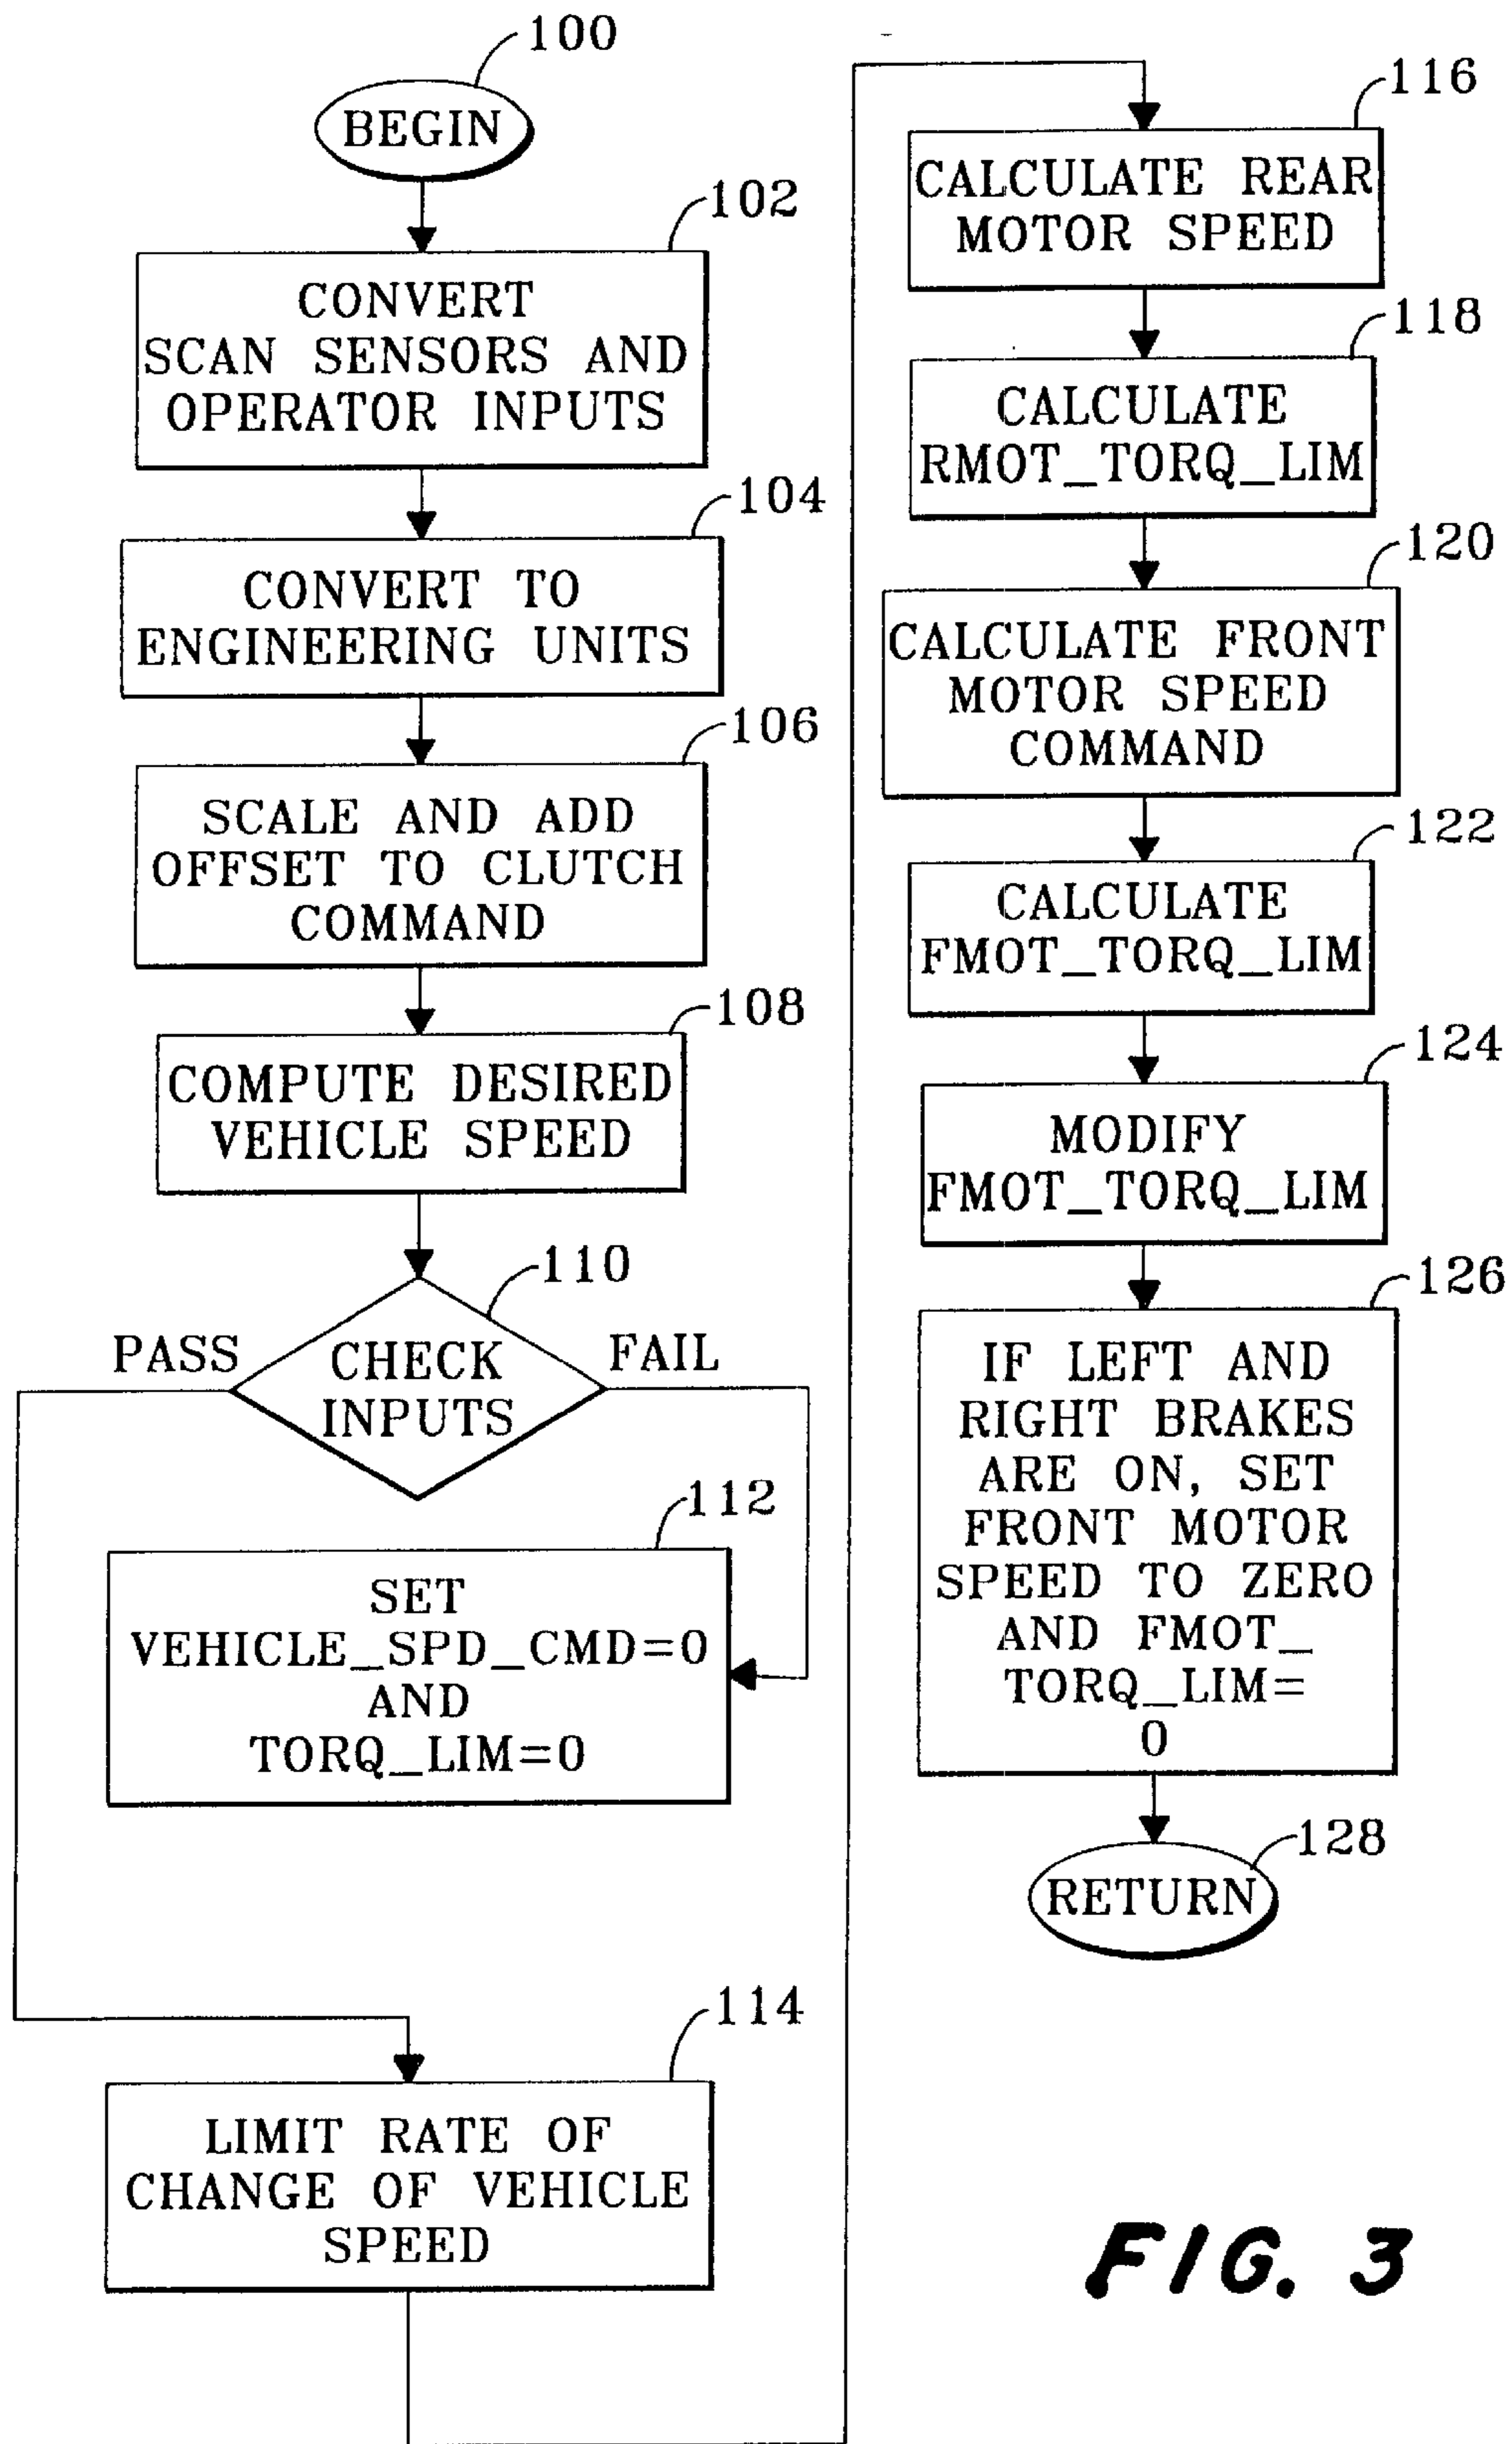 100
BEGIN
102
CONVERT
SCAN SENSORS AND
OPERATOR INPUTS
104
CONVERT TO
ENGINEERING UNITS
106
SCALE AND ADD
OFFSET TO CLUTCH
COMMAND
108
COMPUTE DESIRED
VEHICLE SPEED
110
PASS
CHECK
INPUTS
FAIL
112
SET
VEHICLE_SPD_CMD=0
AND
TORQ_LIM=0
114
LIMIT RATE OF
CHANGE OF VEHICLE
SPEED
116
CALCULATE REAR
MOTOR SPEED
118
CALCULATE
RMOT_TORQ_LIM
120
CALCULATE FRONT
MOTOR SPEED
COMMAND
122
CALCULATE
FMOT_TORQ_LIM
124
MODIFY
FMOT_TORQ_LIM
126
IF LEFT AND
RIGHT BRAKES
ARE ON, SET
FRONT MOTOR
SPEED TO ZERO
AND FMOT_
TORQ_LIM=
0
128
RETURN
FIG. 3